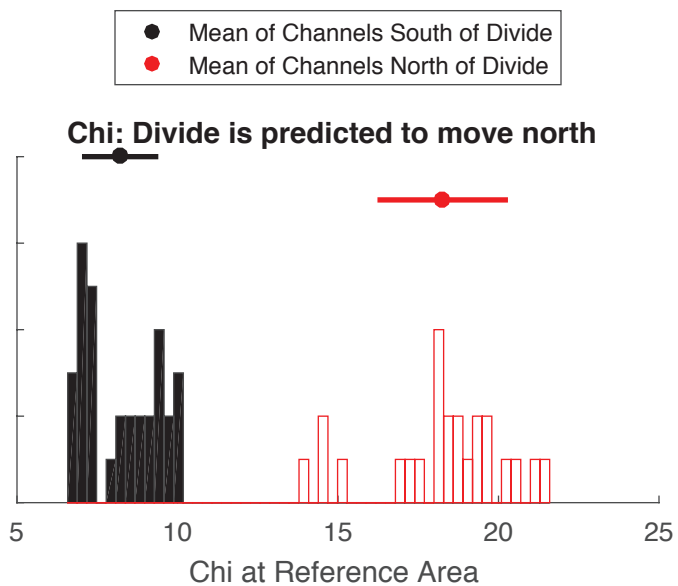 Mean of Channels South of Divide
Mean of Channels North of Divide
Chi: Divide is predicted to move north
5 10 15 20 25
Chi at Reference Area